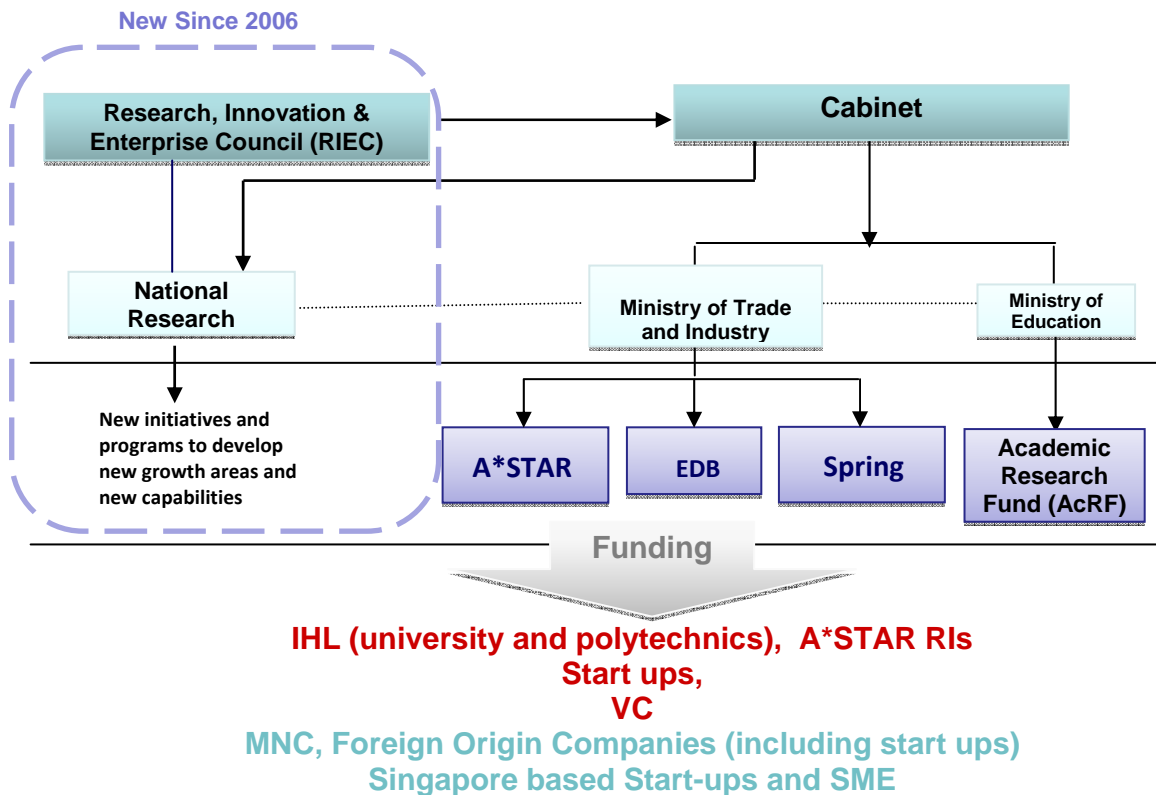 New Since 2006
Research, Innovation &
Enterprise Council (RIEC)
Cabinet
National
Research
Ministry of Trade
and Industry
Ministry of
Education
New initiatives and
programs to develop
new growth areas and
new capabilities
A*STAR
EDB
Spring
Academic
Research
Fund (AcRF)
Funding
IHL (university and polytechnics), A*STAR RIs
Start ups,
VC
MNC, Foreign Origin Companies (including start ups)
Singapore based Start-ups and SME